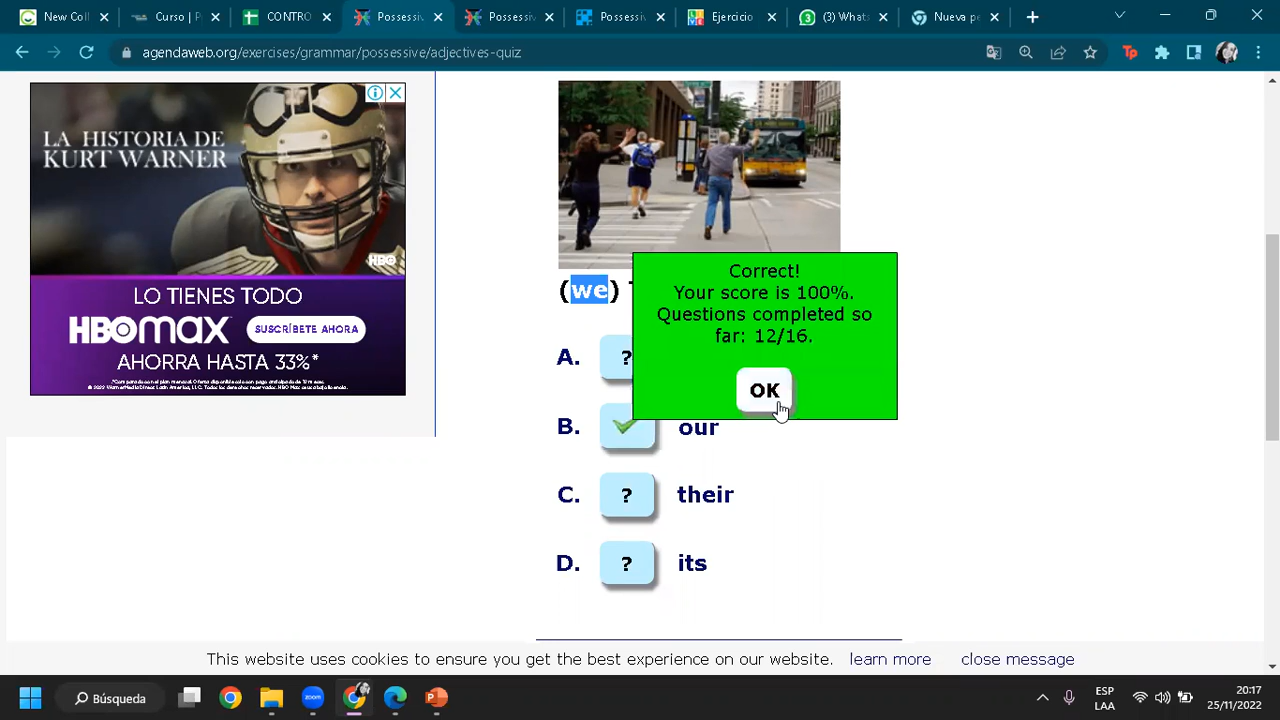 New Coll
Curso | P
CONTRO
Possessiv
Possessiv
Possessiv
Ejercicio
(3) What
Nueva pe
agendaweb.org/exercises/grammar/possessive/adjectives-quiz
LA HISTORIA DE
KURT WARNER
HBO
LO TIENES TODO
HBOMAX
SUSCRÍBETE AHORA
AHORRA HASTA 33%*
(we) T
Correct!
Your score is 100%.
Questions completed so
far: 12/16.
OK
A. ?
B. our
C. ? their
D. ? its
This website uses cookies to ensure you get the best experience on our website. learn more close message
Búsqueda
zoom
ESP
LAA
20:17
25/11/2022